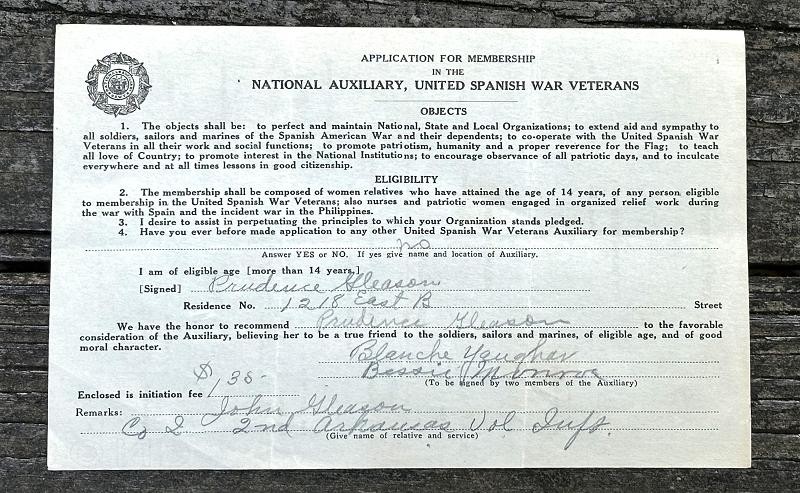 APPLICATION FOR MEMBERSHIP
IN THE
NATIONAL AUXILIARY, UNITED SPANISH WAR VETERANS
OBJECTS
1. The objects shall be: to perfect and maintain National, State and Local Organizations; to extend aid and sympathy to
all soldiers, sailors and marines of the Spanish American War and their dependents; to co-operate with the United Spanish War
Veterans in all their work and social functions; to promote patriotism, humanity and a proper reverence for the Flag; to teach
all love of Country; to promote interest in the National Institutions; to encourage observance of all patriotic days, and to inculcate
everywhere and at all times lessons in good citizenship.
ELIGIBILITY
2. The membership shall be composed of women relatives who have attained the age of 14 years, of any person eligible
to membership in the United Spanish War Veterans; also nurses and patriotic women engaged in organized relief work during
the war with Spain and the incident war in the Philippines.
3. I desire to assist in perpetuating the principles to which your Organization stands pledged.
4. Have you ever before made application to any other United Spanish War Veterans Auxiliary for membership?
no
Answer YES or NO. If yes give name and location of Auxiliary.
I am of eligible age [more than 14 years.]
[Signed] Prudence Gleason
Residence No. 1218 East B Street
We have the honor to recommend Prudence Gleason to the favorable
consideration of the Auxiliary, believing her to be a true friend to the soldiers, sailors and marines, of eligible age, and of good
moral character.
Blanche Vaughan
Bessie Monroe
(To be signed by two members of the Auxiliary)
Enclosed is initiation fee $1.35
Remarks: John Gleason
Co I 2nd Arkansas Vol Inft.
(Give name of relative and service)